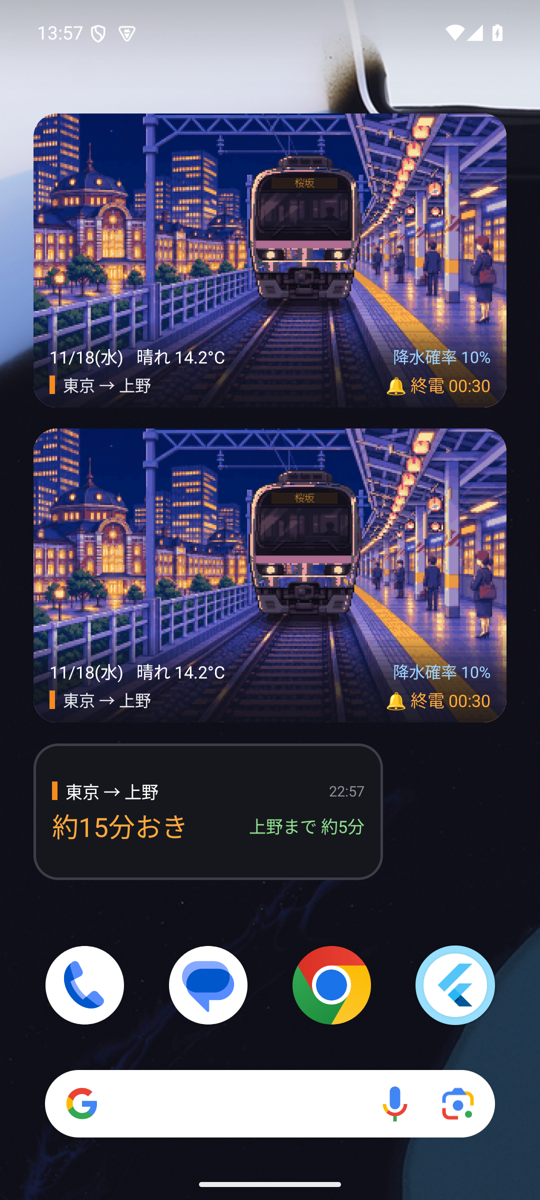 13:57
桜坂
11/18(水) 晴れ 14.2°C 降水確率 10%
東京 → 上野 🔔 終電 00:30
桜坂
11/18(水) 晴れ 14.2°C 降水確率 10%
東京 → 上野 🔔 終電 00:30
東京 → 上野 22:57
約15分おき 上野まで 約5分